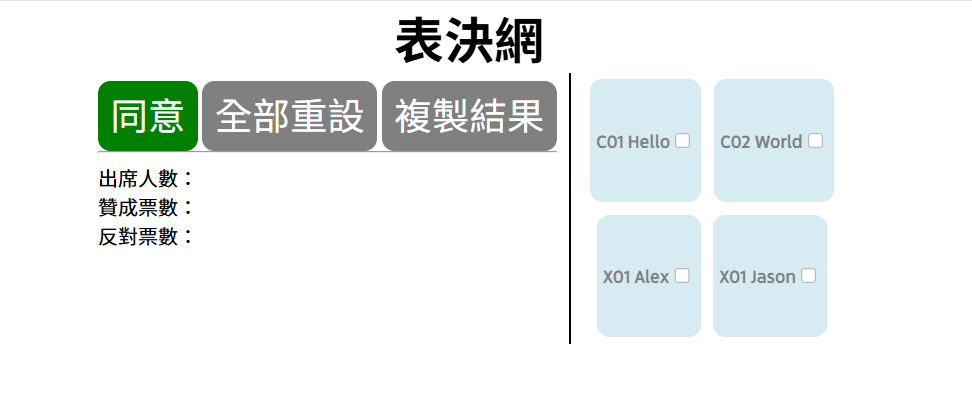 表決網
同意 全部重設 複製結果
出席人數：
贊成票數：
反對票數：
C01 Hello
C02 World
X01 Alex
X01 Jason